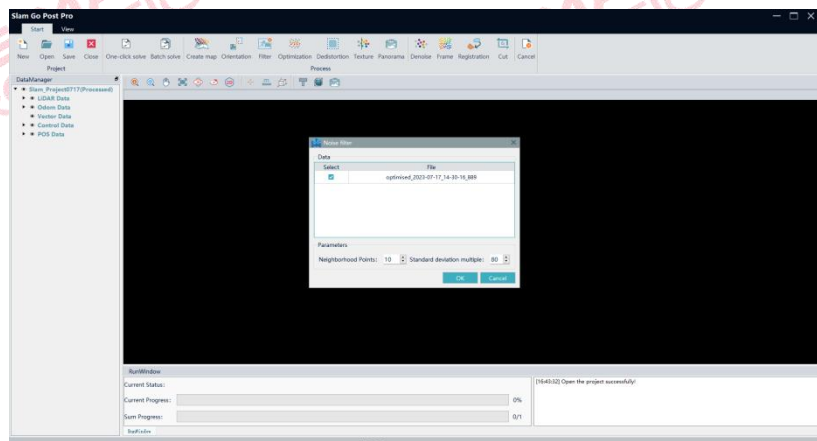 Slam Go Post Pro
Start View
New Open Save Close One-click solve Batch solve Create map Orientation Filter Optimization Dedistortion Texture Panorama Denoise Frame Registration Cut Cancel
Project Process
DataManager
Slam_Project0717(Processed)
LiDAR Data
Odom Data
Vector Data
Control Data
POS Data
Noise filter
Data
Select File
optimised_2023-07-17_14-30-16_889
Parameters
Neighborhood Points: 10 Standard deviation multiple: 80
OK Cancel
RunWindow
Current Status:
Current Progress: 0%
Sum Progress: 0/1
[16:43:32] Open the project successfully!
RunWindow